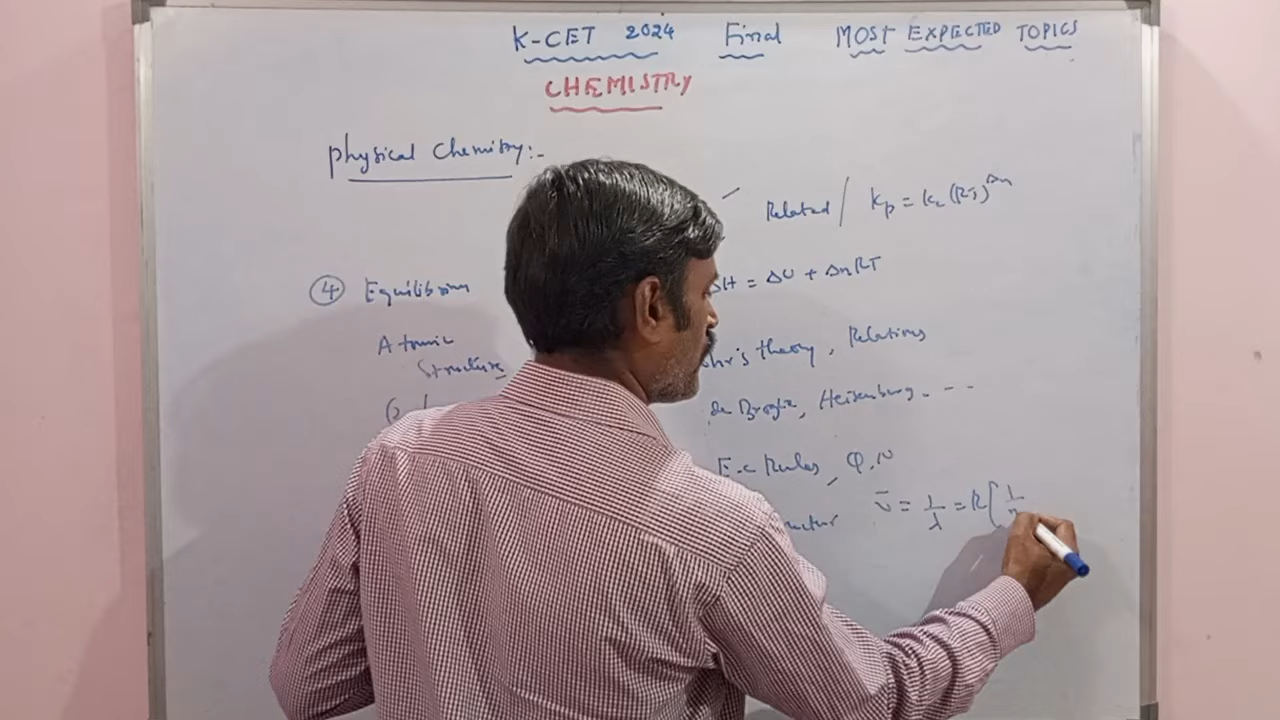 K-CET 2024 Final MOST EXPECTED TOPICS
CHEMISTRY
Physical Chemistry:-
Related / Kp = Kc (RT)^Δn
④ Equilibrium
ΔH = ΔU + ΔnRT
Atomic
Structure
hr's theory, Relations
de Broglie, Heisenberg. --
E.c Rules, Q.N
ν̄ = 1/λ = R[1/n